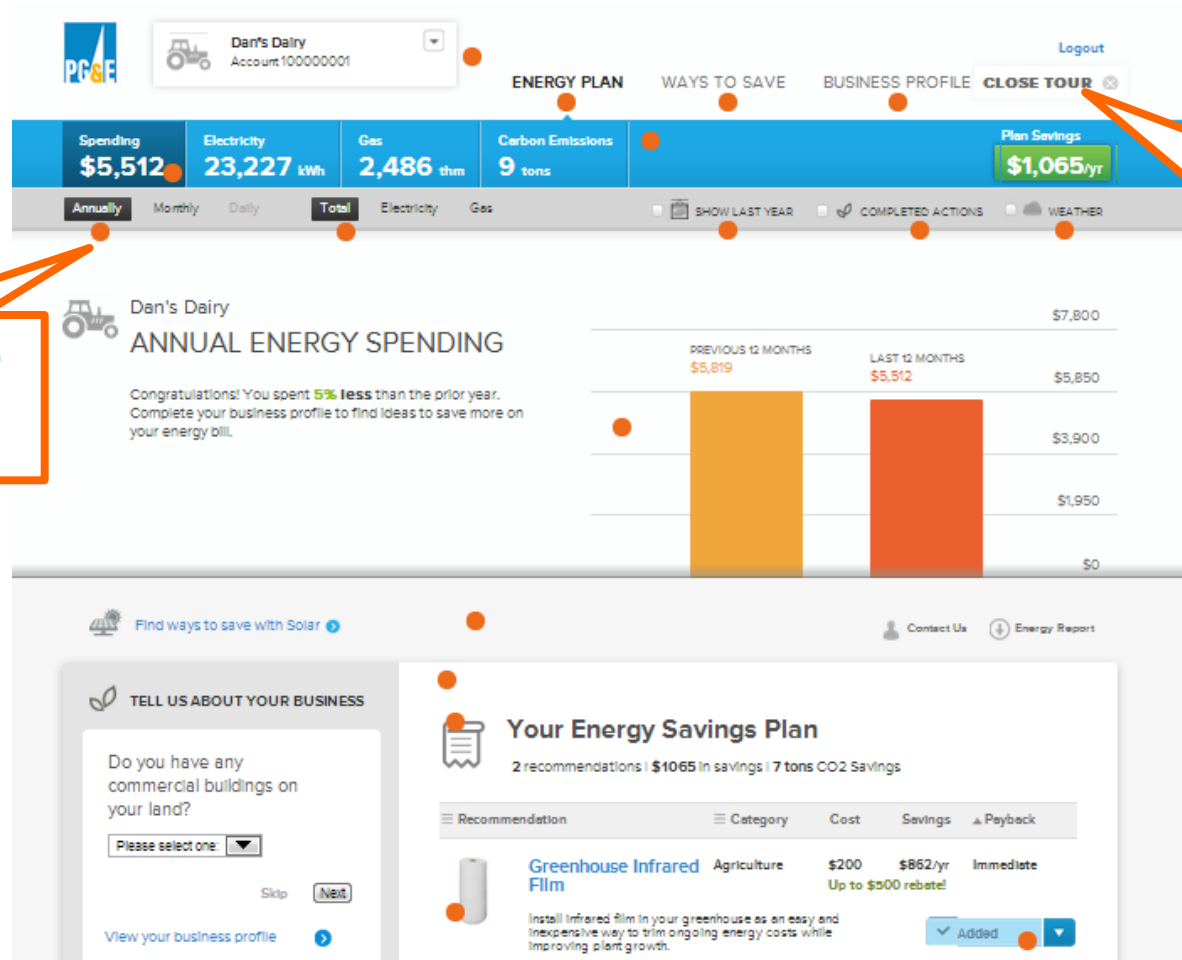 PG&E
Dan's Dairy
Account 100000001
Logout
ENERGY PLAN WAYS TO SAVE BUSINESS PROFILE CLOSE TOUR
Spending Electricity Gas Carbon Emissions Plan Savings
$5,512 23,227 kWh 2,486 thm 9 tons $1,065/yr
Annually Monthly Daily Total Electricity Gas SHOW LAST YEAR COMPLETED ACTIONS WEATHER
Dan's Dairy
ANNUAL ENERGY SPENDING
Congratulations! You spent 5% less than the prior year.
Complete your business profile to find ideas to save more on
your energy bill.
PREVIOUS 12 MONTHS
$5,819
LAST 12 MONTHS
$5,512
$7,800
$5,850
$3,900
$1,950
$0
Find ways to save with Solar
Contact Us Energy Report
TELL US ABOUT YOUR BUSINESS
Do you have any
commercial buildings on
your land?
Please select one:
Skip Next
View your business profile
Your Energy Savings Plan
2 recommendations | $1065 in savings | 7 tons CO2 Savings
Recommendation Category Cost Savings Payback
Greenhouse Infrared Agriculture $200 $862/yr Immediate
Film Up to $500 rebate!
Install infrared film in your greenhouse as an easy and
inexpensive way to trim ongoing energy costs while
improving plant growth.
Added